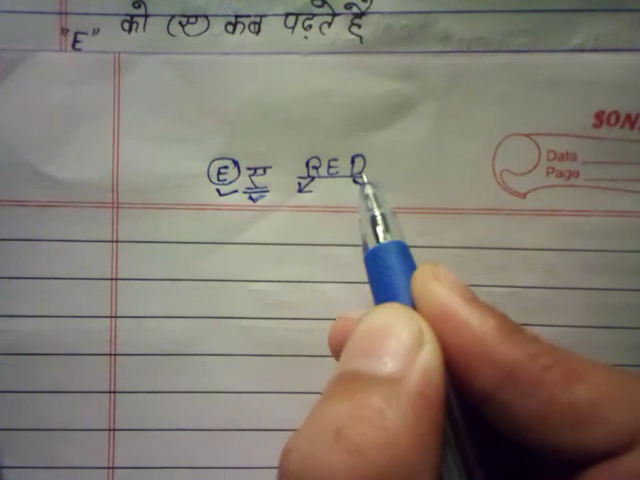 "E" को (ए) कब पढ़ते हैं
SON
Date
Page
E ए RED